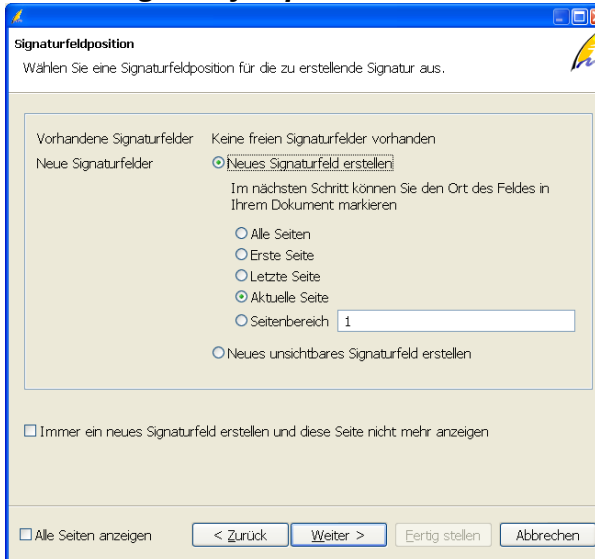 Signaturfeldposition
Wählen Sie eine Signaturfeldposition für die zu erstellende Signatur aus.
Vorhandene Signaturfelder Keine freien Signaturfelder vorhanden
Neue Signaturfelder Neues Signaturfeld erstellen
Im nächsten Schritt können Sie den Ort des Feldes in
Ihrem Dokument markieren
Alle Seiten
Erste Seite
Letzte Seite
Aktuelle Seite
Seitenbereich 1
Neues unsichtbares Signaturfeld erstellen
Immer ein neues Signaturfeld erstellen und diese Seite nicht mehr anzeigen
Alle Seiten anzeigen < Zurück Weiter > Fertig stellen Abbrechen